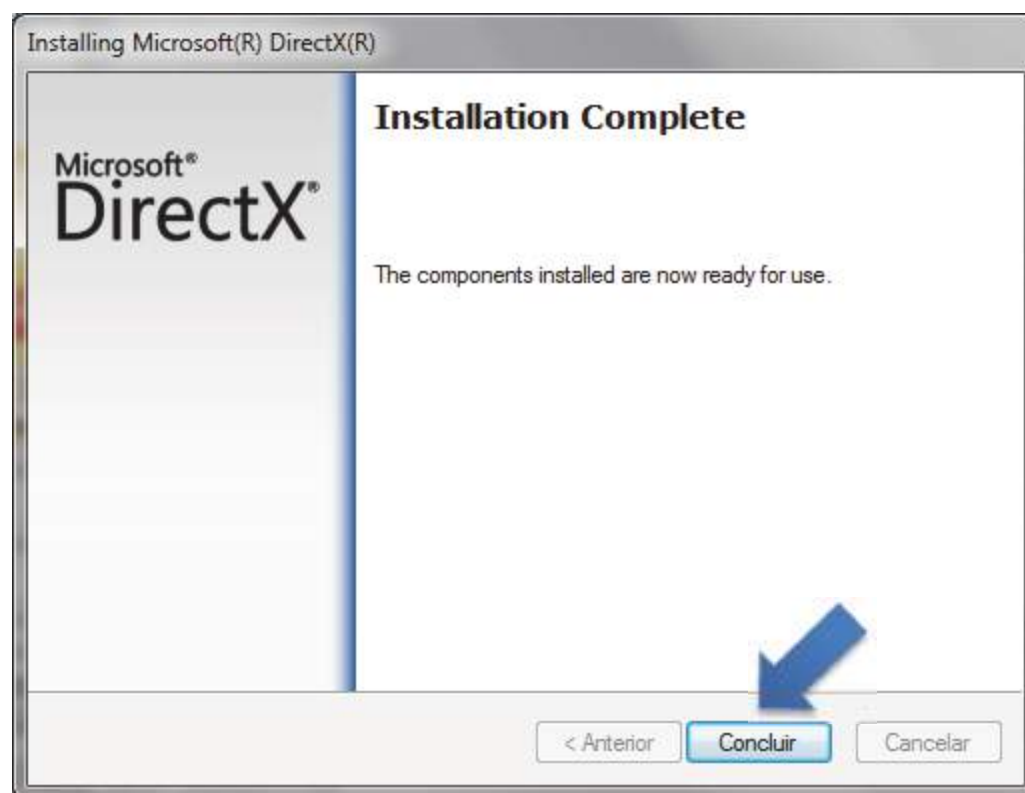 Installing Microsoft(R) DirectX(R)
Installation Complete
Microsoft®
DirectX®
The components installed are now ready for use.
< Anterior
Concluir
Cancelar